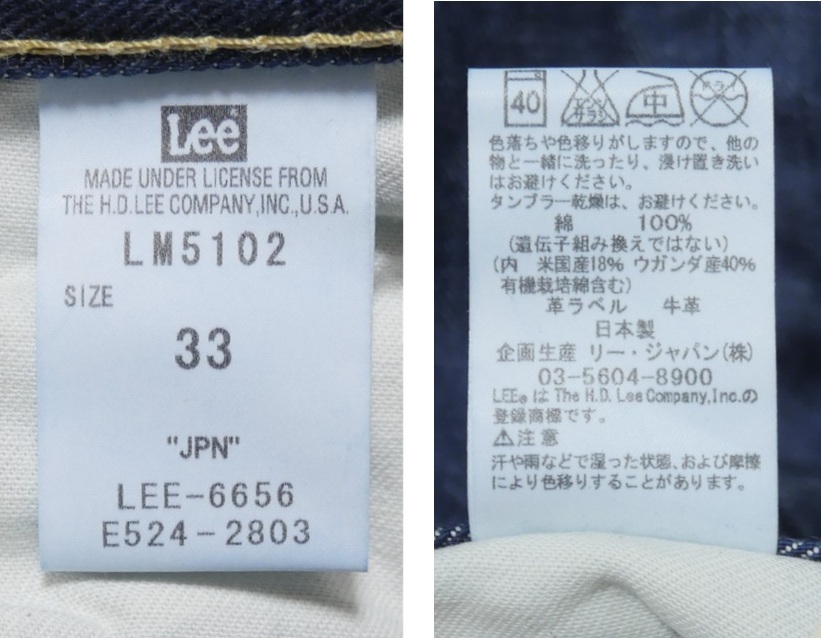 Lee
MADE UNDER LICENSE FROM
THE H.D.LEE COMPANY,INC.,U.S.A.
LM5102
SIZE
33
"JPN"
LEE-6656
E524-2803
40
エンソ
サラシ
中
ドライ
色落ちや色移りがしますので、他の
物と一緒に洗ったり、浸け置き洗い
はお避けください。
タンブラー乾燥は、お避けください。
綿 100%
(遺伝子組み換えではない)
(内 米国産18% ウガンダ産40%
有機栽培綿含む)
革ラベル 牛革
日本製
企画生産 リー・ジャパン(株)
03-5604-8900
LEE®は The H.D. Lee Company,Inc.の
登録商標です。
⚠注意
汗や雨などで湿った状態、および摩擦
により色移りすることがあります。